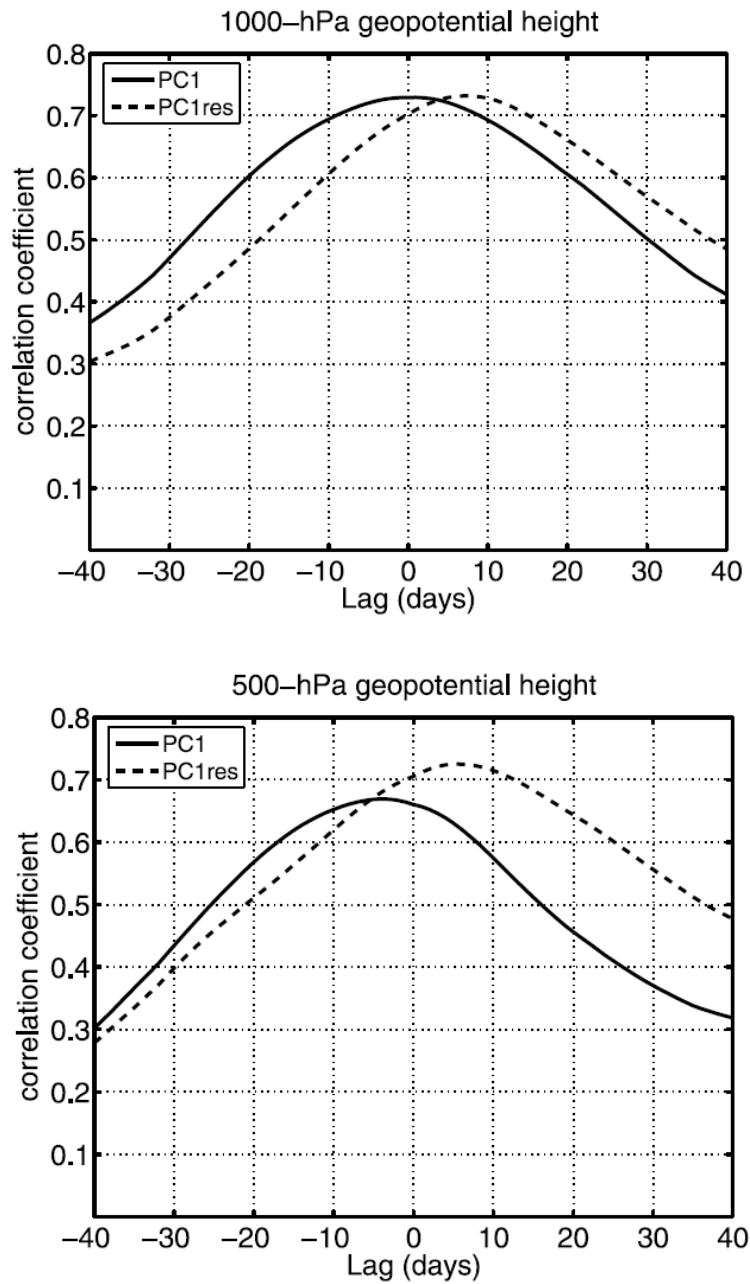 1000–hPa geopotential height
PC1
PC1res
correlation coefficient
0.8
0.7
0.6
0.5
0.4
0.3
0.2
0.1
–40 –30 –20 –10 0 10 20 30 40
Lag (days)
500–hPa geopotential height
PC1
PC1res
correlation coefficient
0.8
0.7
0.6
0.5
0.4
0.3
0.2
0.1
–40 –30 –20 –10 0 10 20 30 40
Lag (days)